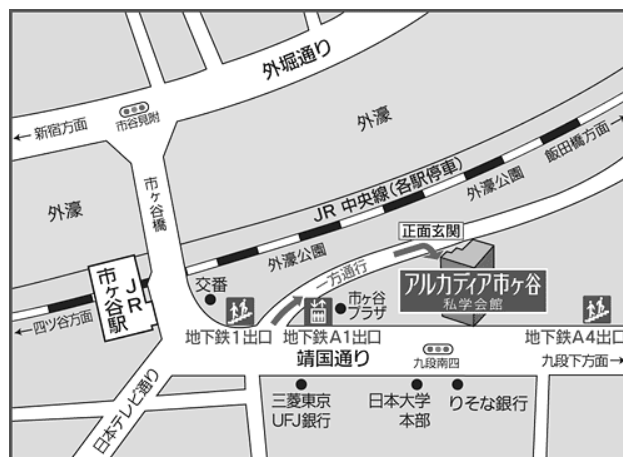 外堀通り
市谷見附
←新宿方面
外濠
飯田橋方面→
市ヶ谷橋
JR 中央線(各駅停車)
外濠公園
外濠
正面玄関
外濠公園
一方通行
アルカディア市ヶ谷
私学会館
JR
市ヶ谷駅
交番
市ヶ谷
プラザ
←四ツ谷方面
地下鉄1出口
地下鉄A1出口
地下鉄A4出口
靖国通り
九段南四
九段下方面→
日本テレビ通り
三菱東京
UFJ銀行
日本大学
本部
りそな銀行